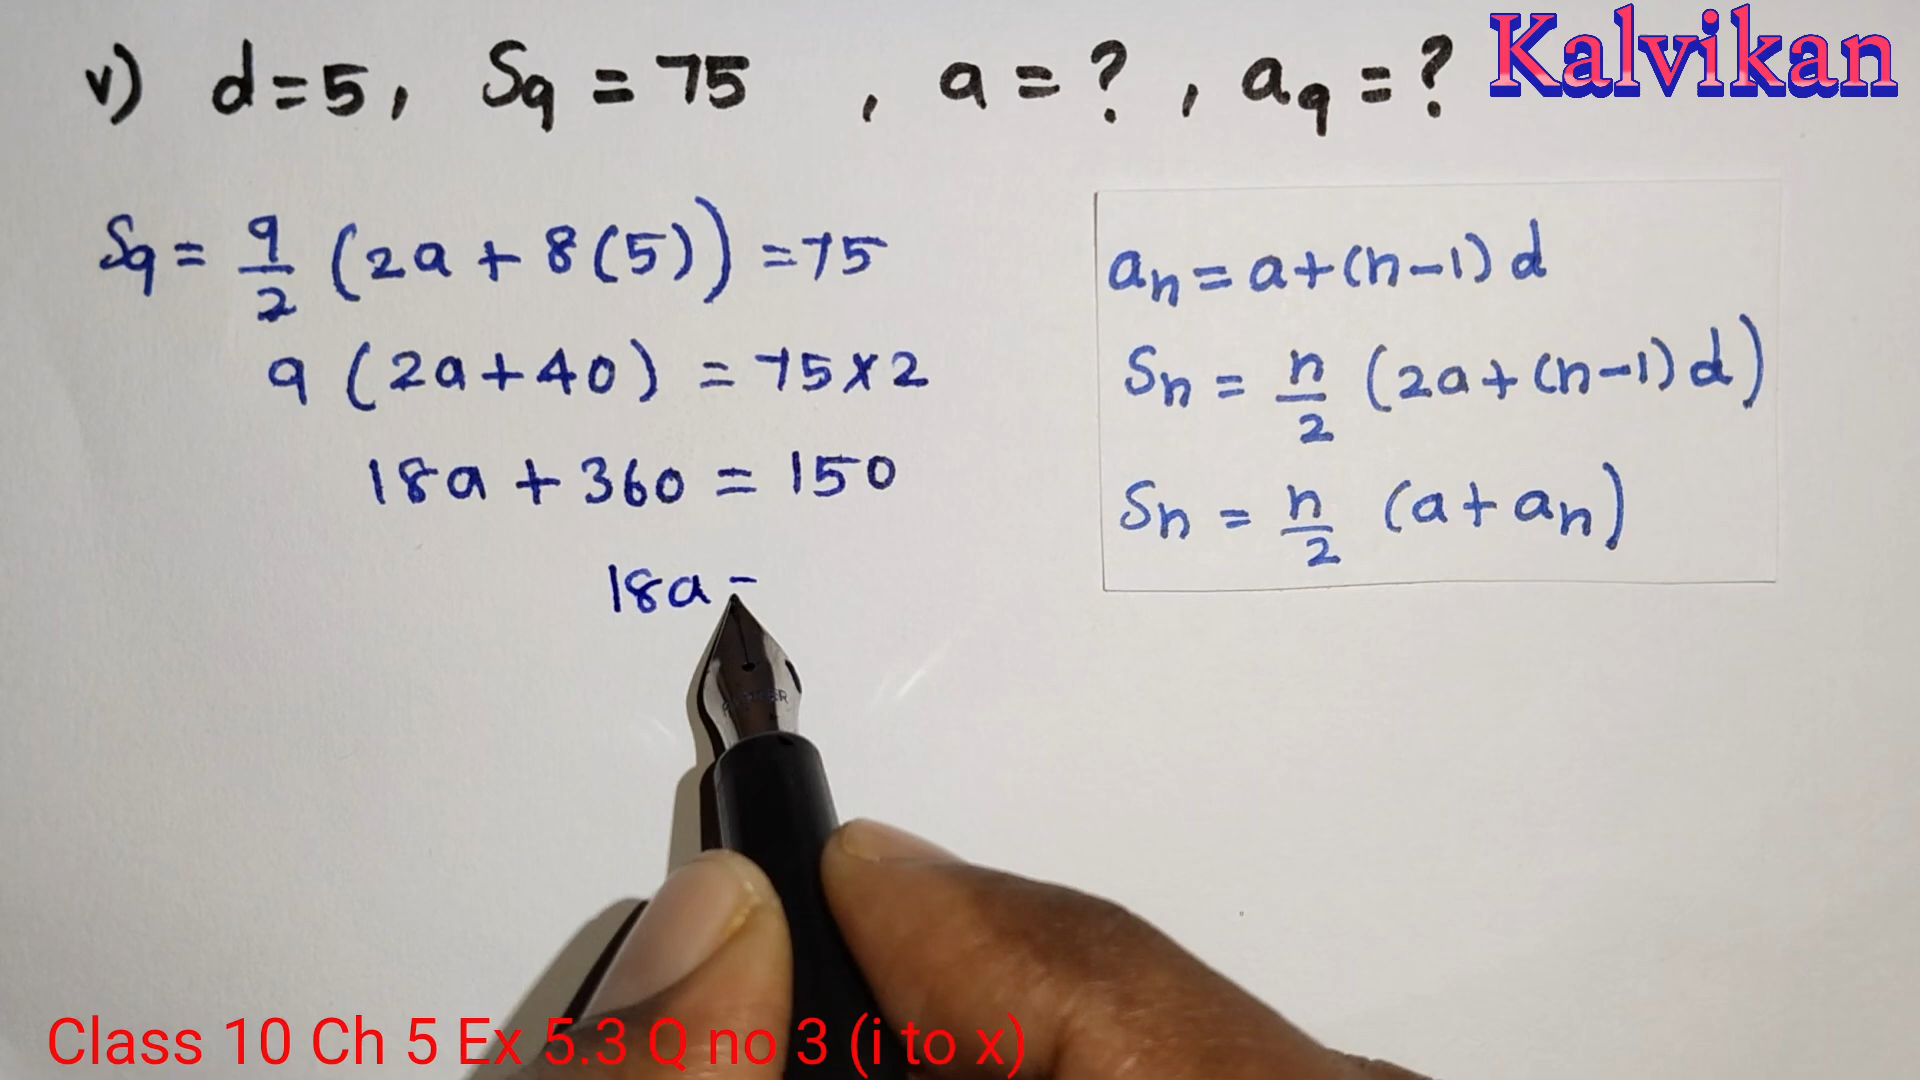 v) d=5, S₉ = 75 , a = ? , a₉ = ?
Kalvikan
S₉ = 9/2 (2a + 8(5)) = 75
9 (2a+40) = 75×2
18a + 360 = 150
18a =
aₙ = a+(n-1)d
Sₙ = n/2 (2a+(n-1)d)
Sₙ = n/2 (a+aₙ)
Class 10 Ch 5 Ex 5.3 Q no 3 (i to x)